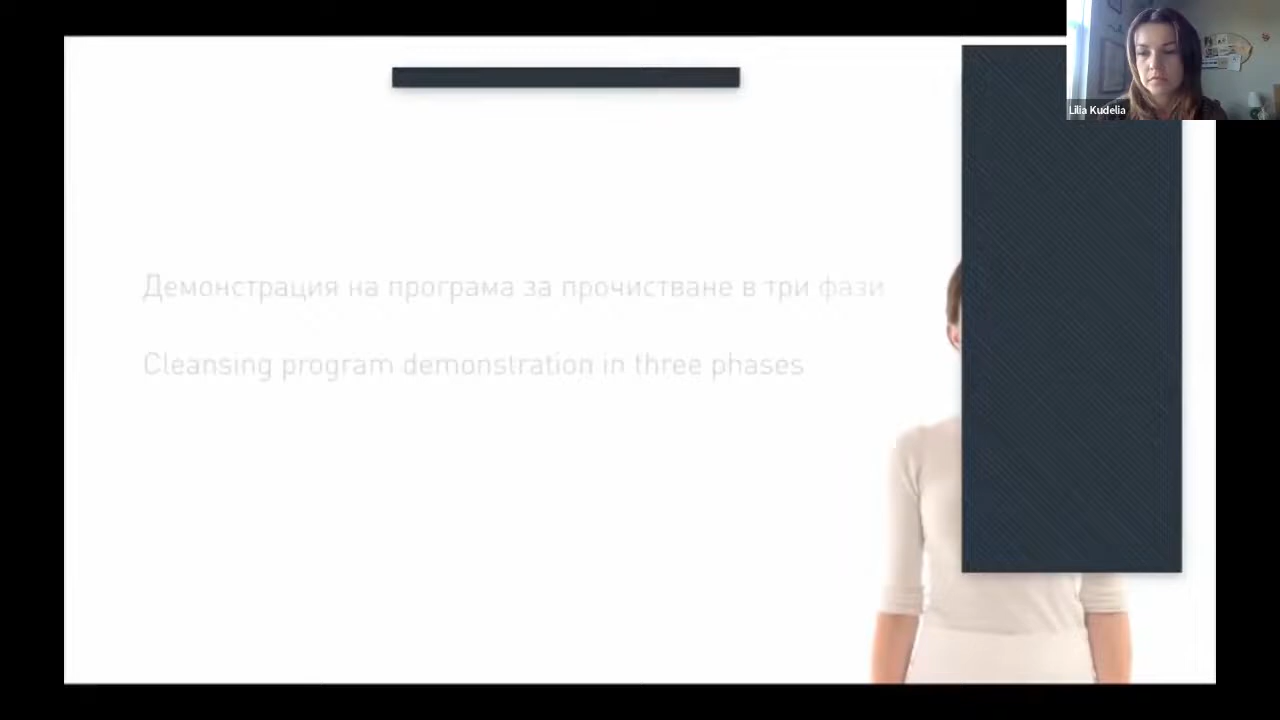 Lilia Kudelia
Демонстрация на програма за прочистване в три фази
Cleansing program demonstration in three phases